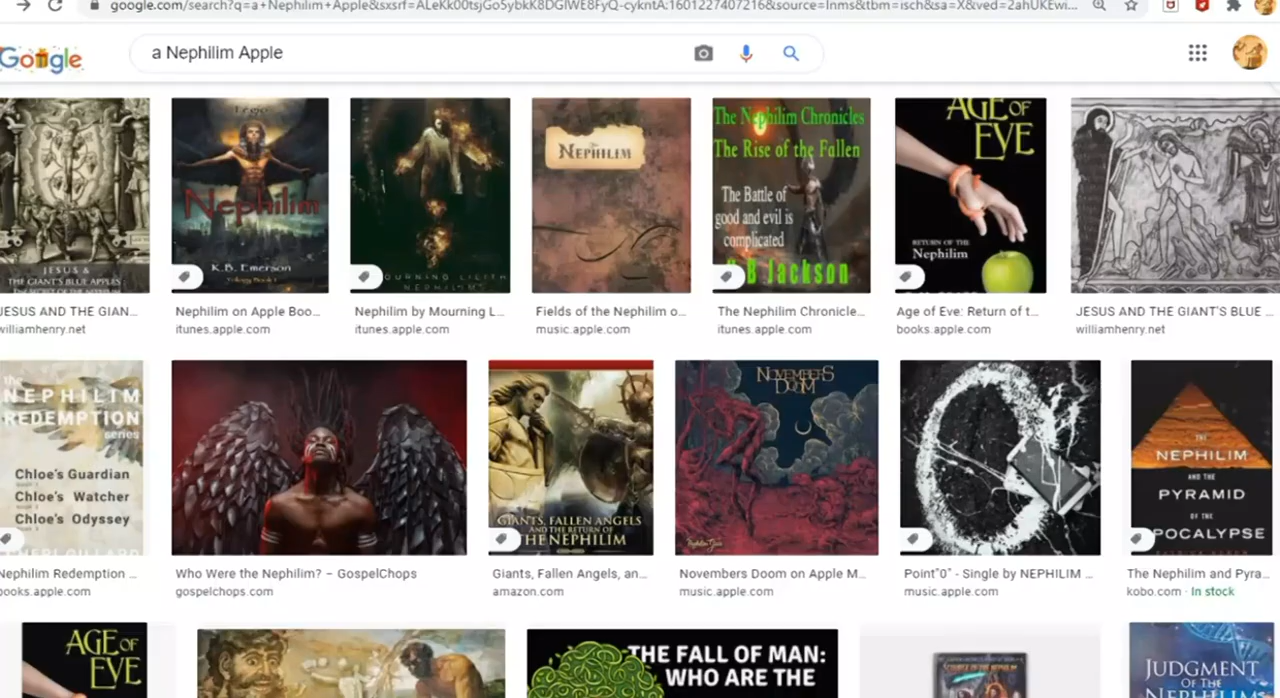 google.com/search?q=a+Nephilim+Apple&sxsrf=ALeKk00tsjGo5ybkK8DGlWE8FyQ-cykntA:1601227407216&source=lnms&tbm=isch&sa=X&ved=2ahUKEwi...
Google
a Nephilim Apple
JESUS &
THE GIANT'S BLUE APPLES:
Nephilim
K.B. Emerson
MOURNING LILITH
NEPHILIMS
NEPHILIM
The Nephilim Chronicles
The Rise of the Fallen
The Battle of
good and evil is
complicated
B Jackson
AGE OF
EVE
RETURN OF THE
Nephilim
JESUS AND THE GIAN...
williamhenry.net
Nephilim on Apple Boo...
itunes.apple.com
Nephilim by Mourning L...
itunes.apple.com
Fields of the Nephilim o...
music.apple.com
The Nephilim Chronicle...
itunes.apple.com
Age of Eve: Return of t...
books.apple.com
JESUS AND THE GIANT'S BLUE ...
williamhenry.net
the
NEPHILIM
REDEMPTION
series
Chloe's Guardian
Chloe's Watcher
Chloe's Odyssey
GIANTS, FALLEN ANGELS
AND THE RETURN OF
THE NEPHILIM
NOVEMBERS
DOOM
THE
NEPHILIM
AND THE
PYRAMID
OF THE
APOCALYPSE
Nephilim Redemption ...
books.apple.com
Who Were the Nephilim? – GospelChops
gospelchops.com
Giants, Fallen Angels, an...
amazon.com
Novembers Doom on Apple M...
music.apple.com
Point"0" - Single by NEPHILIM ...
music.apple.com
The Nephilim and Pyra...
kobo.com · In stock
AGE OF
EVE
THE FALL OF MAN:
WHO ARE THE
JUDGMENT
OF THE
NEPHILIM